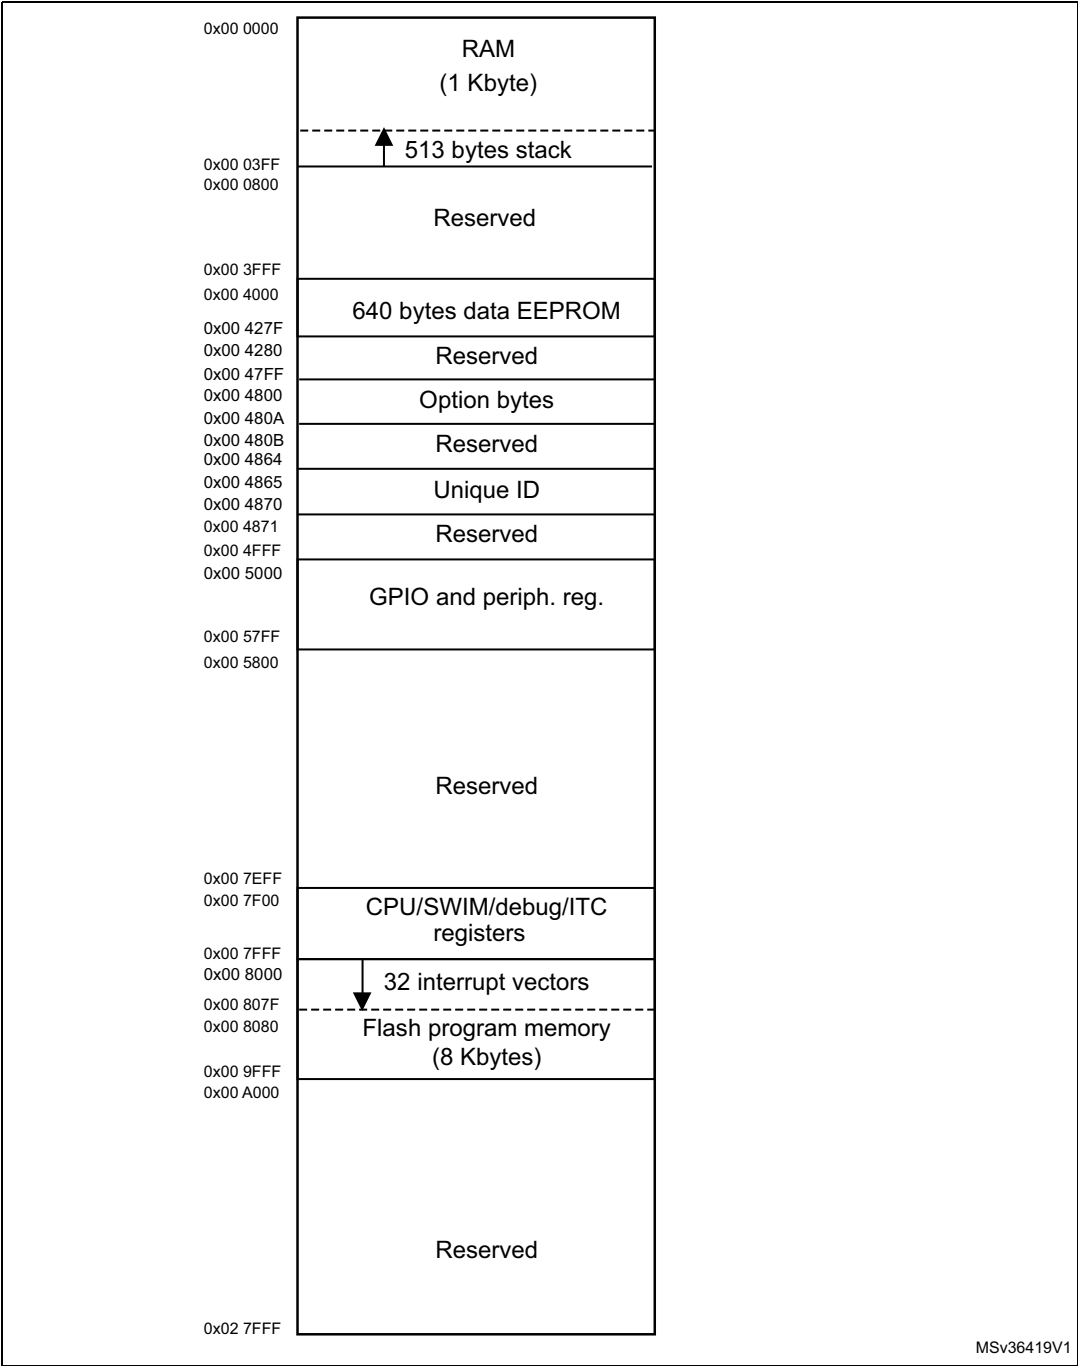 0x00 0000
RAM
(1 Kbyte)
513 bytes stack
0x00 03FF
0x00 0800
Reserved
0x00 3FFF
0x00 4000
640 bytes data EEPROM
0x00 427F
0x00 4280
Reserved
0x00 47FF
0x00 4800
Option bytes
0x00 480A
0x00 480B
Reserved
0x00 4864
0x00 4865
Unique ID
0x00 4870
0x00 4871
Reserved
0x00 4FFF
0x00 5000
GPIO and periph. reg.
0x00 57FF
0x00 5800
Reserved
0x00 7EFF
0x00 7F00
CPU/SWIM/debug/ITC
registers
0x00 7FFF
0x00 8000
32 interrupt vectors
0x00 807F
0x00 8080
Flash program memory
(8 Kbytes)
0x00 9FFF
0x00 A000
Reserved
0x02 7FFF
MSv36419V1